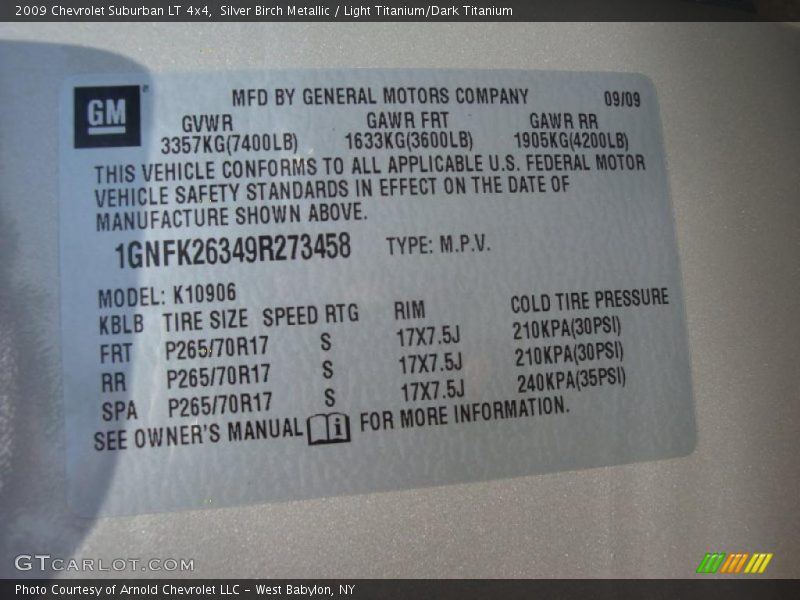 2009 Chevrolet Suburban LT 4x4,  Silver Birch Metallic / Light Titanium/Dark Titanium
GM
MFD BY GENERAL MOTORS COMPANY 09/09
GVWR GAWR FRT GAWR RR
3357KG(7400LB) 1633KG(3600LB) 1905KG(4200LB)
THIS VEHICLE CONFORMS TO ALL APPLICABLE U.S. FEDERAL MOTOR
VEHICLE SAFETY STANDARDS IN EFFECT ON THE DATE OF
MANUFACTURE SHOWN ABOVE.
1GNFK26349R273458 TYPE: M.P.V.
MODEL: K10906
KBLB TIRE SIZE SPEED RTG RIM COLD TIRE PRESSURE
FRT P265/70R17 S 17X7.5J 210KPA(30PSI)
RR P265/70R17 S 17X7.5J 210KPA(30PSI)
SPA P265/70R17 S 17X7.5J 240KPA(35PSI)
SEE OWNER'S MANUAL i FOR MORE INFORMATION.
GTCARLOT.COM
Photo Courtesy of Arnold Chevrolet LLC - West Babylon, NY